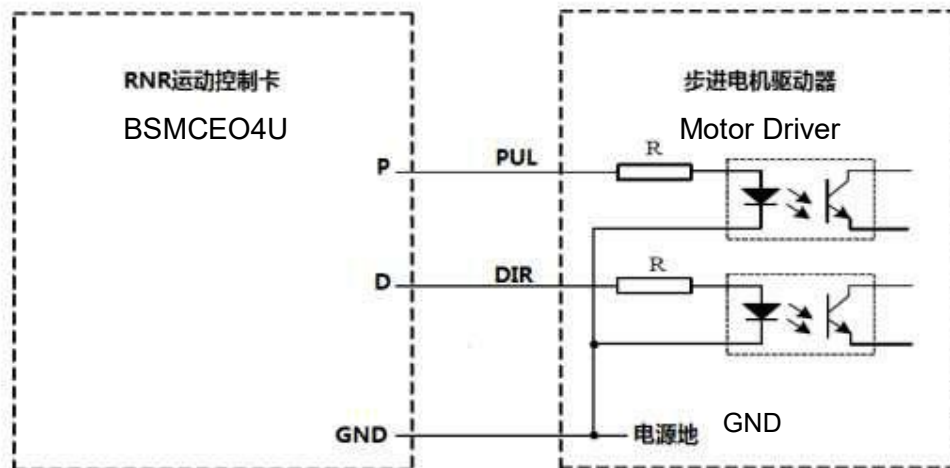 RNR运动控制卡
BSMCEO4U
步进电机驱动器
Motor Driver
P
PUL
R
D
DIR
R
GND
电源地
GND